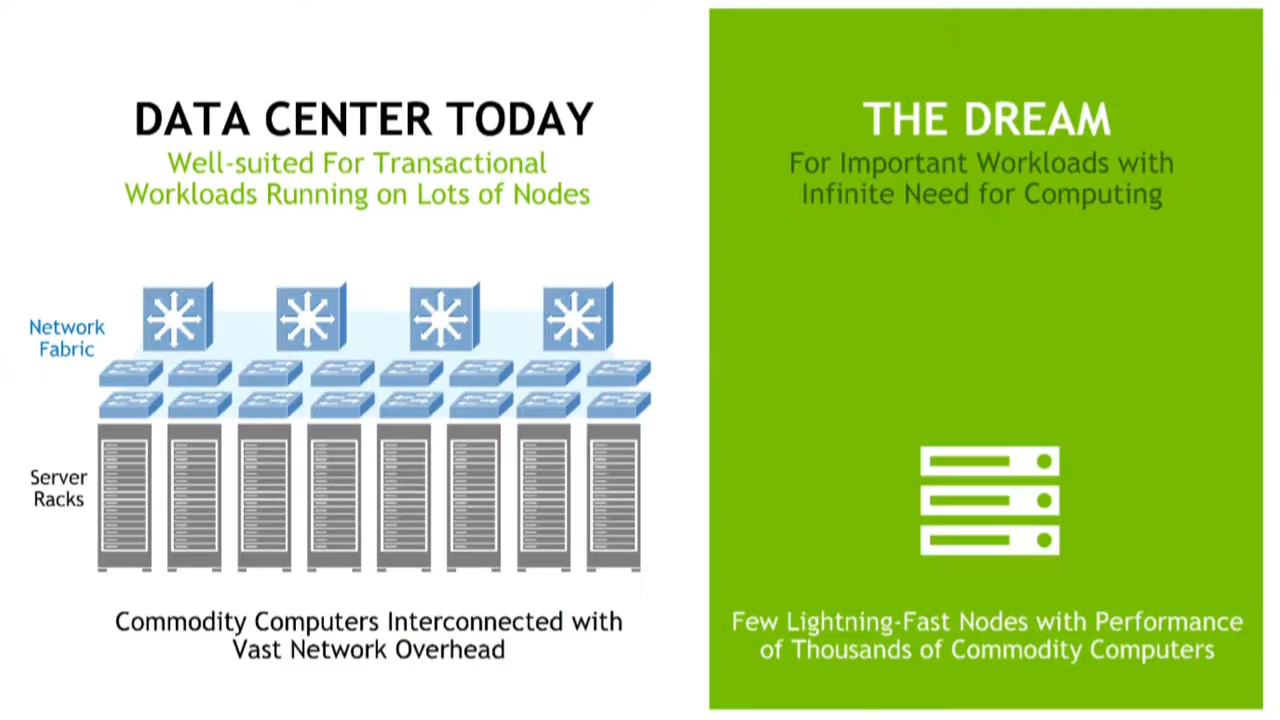 DATA CENTER TODAY
Well-suited For Transactional
Workloads Running on Lots of Nodes
Network
Fabric
Server
Racks
Commodity Computers Interconnected with
Vast Network Overhead
THE DREAM
For Important Workloads with
Infinite Need for Computing
Few Lightning-Fast Nodes with Performance
of Thousands of Commodity Computers